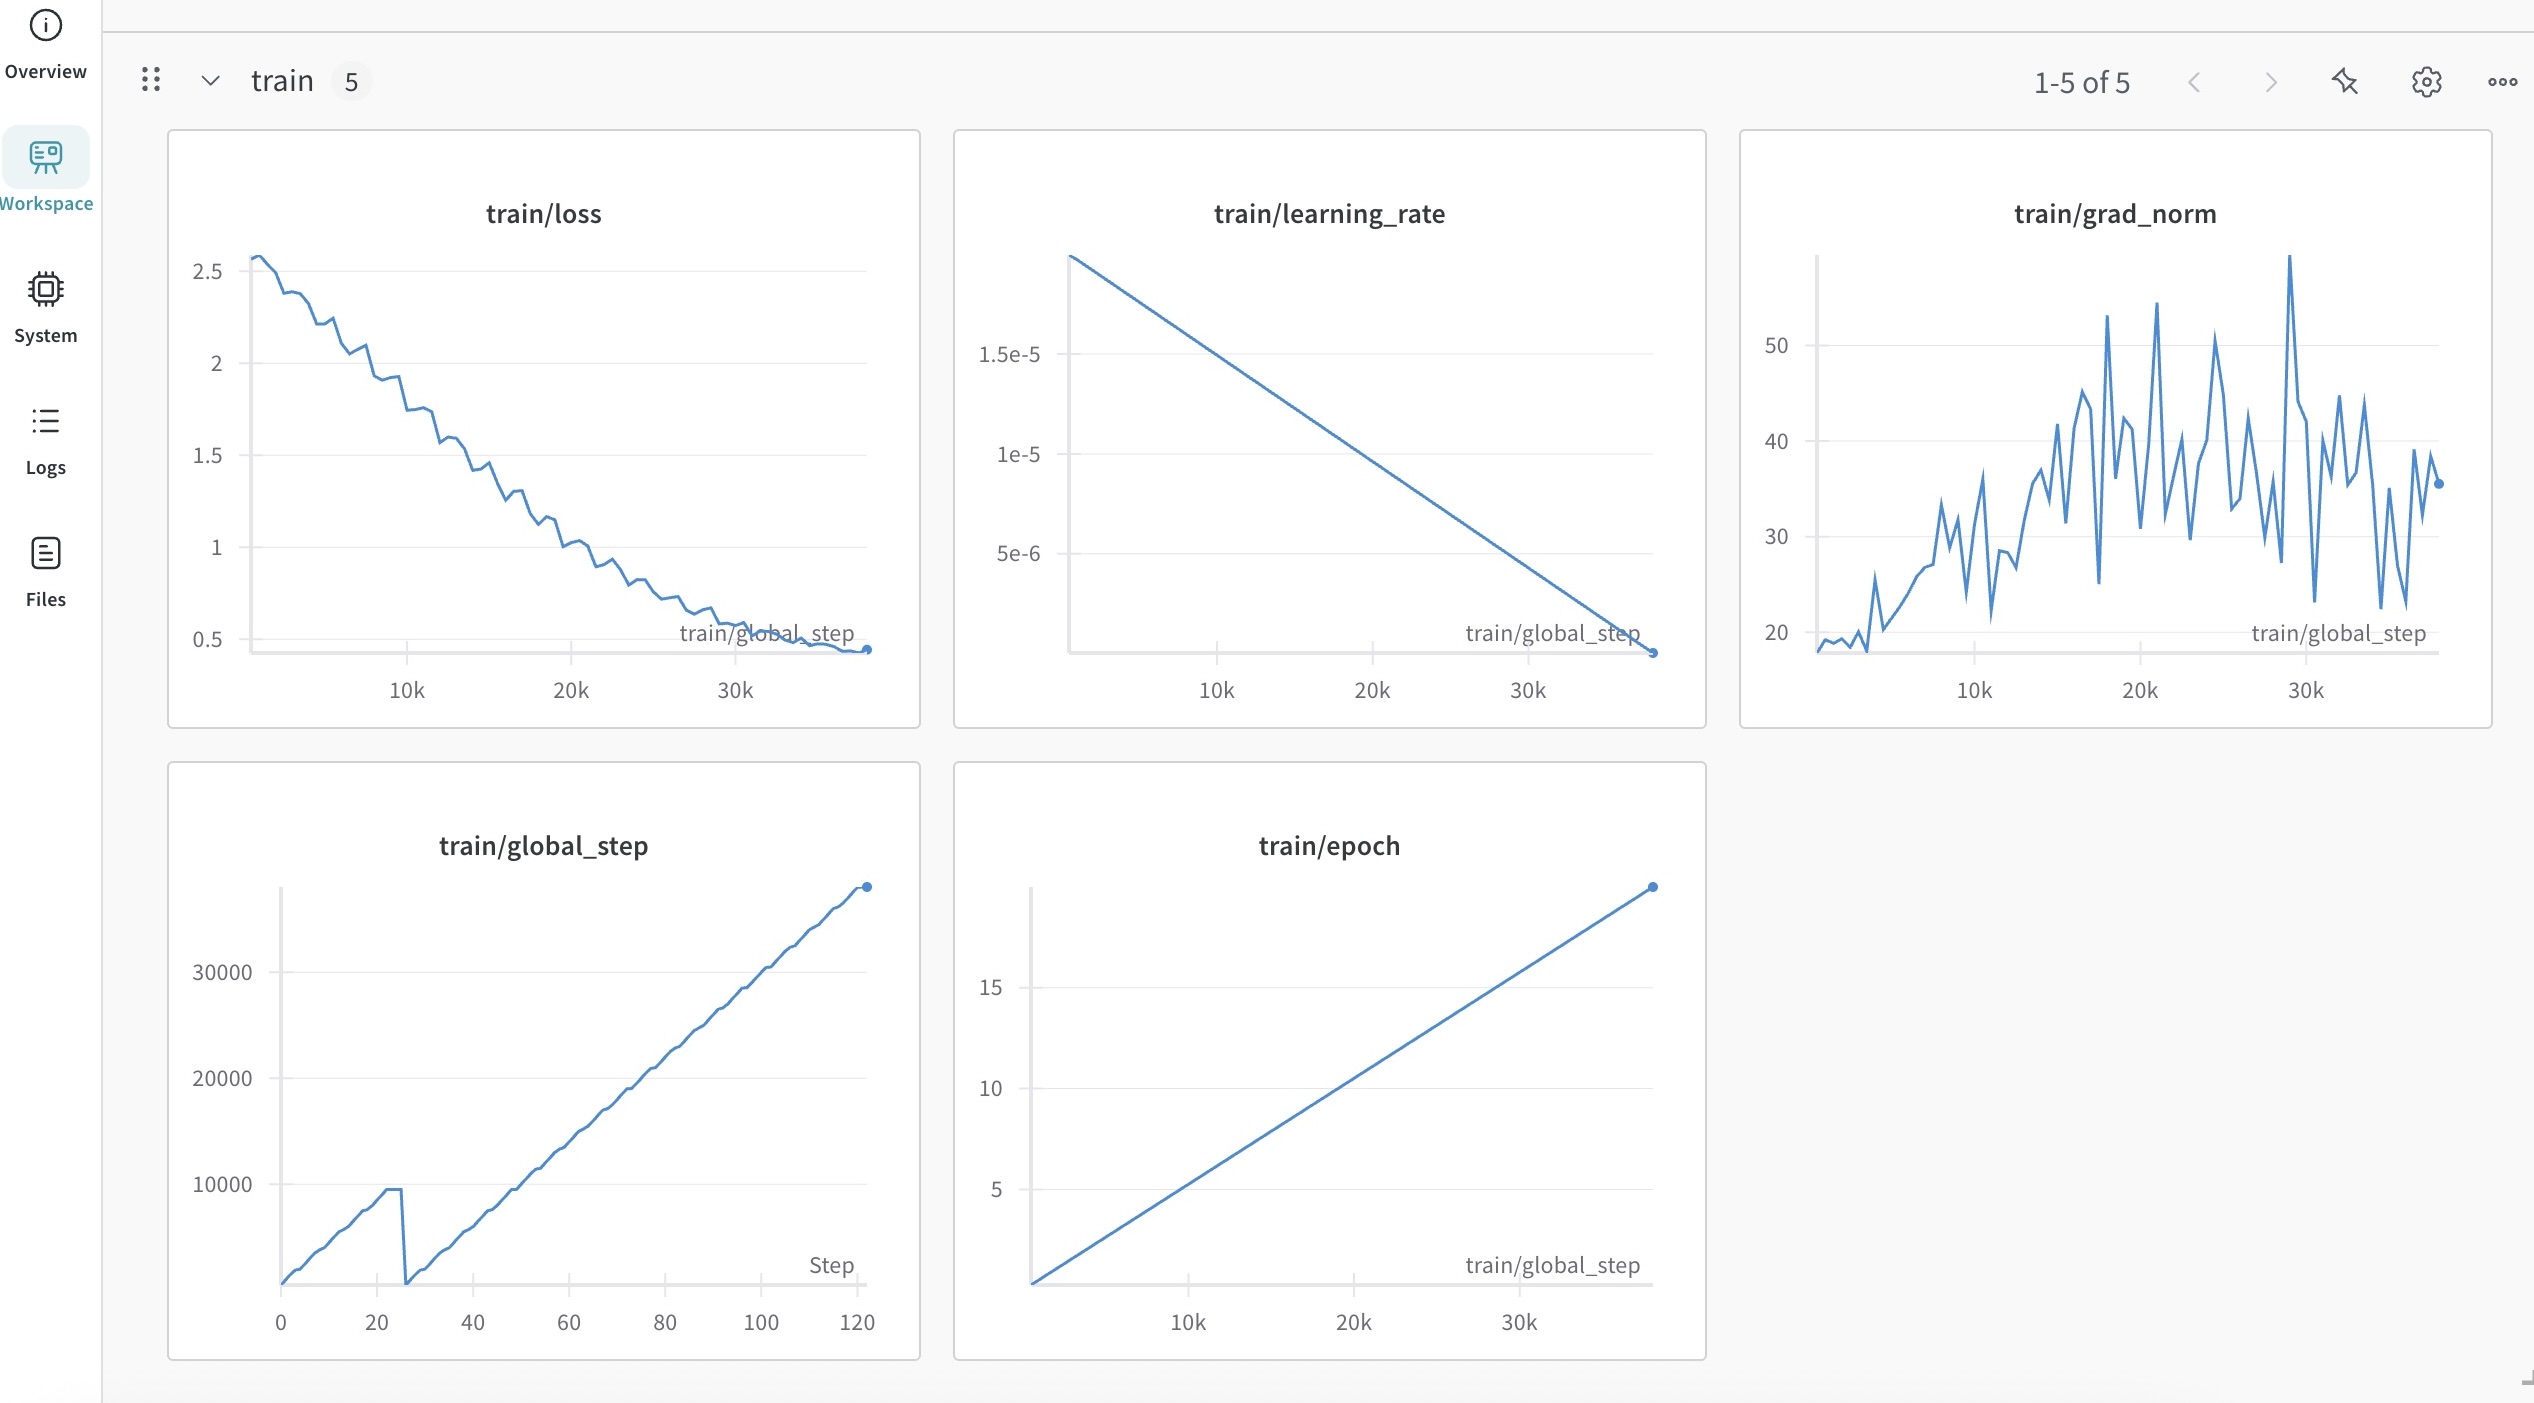 Overview
Workspace
System
Logs
Files
train 5
1-5 of 5
train/loss
2.5
2
1.5
1
0.5
train/global_step
10k 20k 30k
train/learning_rate
1.5e-5
1e-5
5e-6
train/global_step
10k 20k 30k
train/grad_norm
50
40
30
20
train/global_step
10k 20k 30k
train/global_step
30000
20000
10000
Step
0 20 40 60 80 100 120
train/epoch
15
10
5
train/global_step
10k 20k 30k